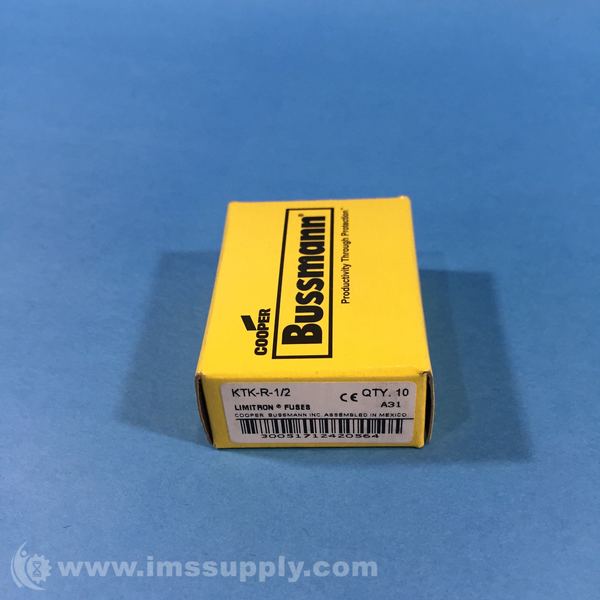 COOPER
Bussmann®
Productivity Through Protection™
KTK-R-1/2
CE QTY. 10
LIMITRON® FUSES
A31
COOPER BUSSMANN INC. ASSEMBLED IN MEXICO
30051712420564
www.imssupply.com